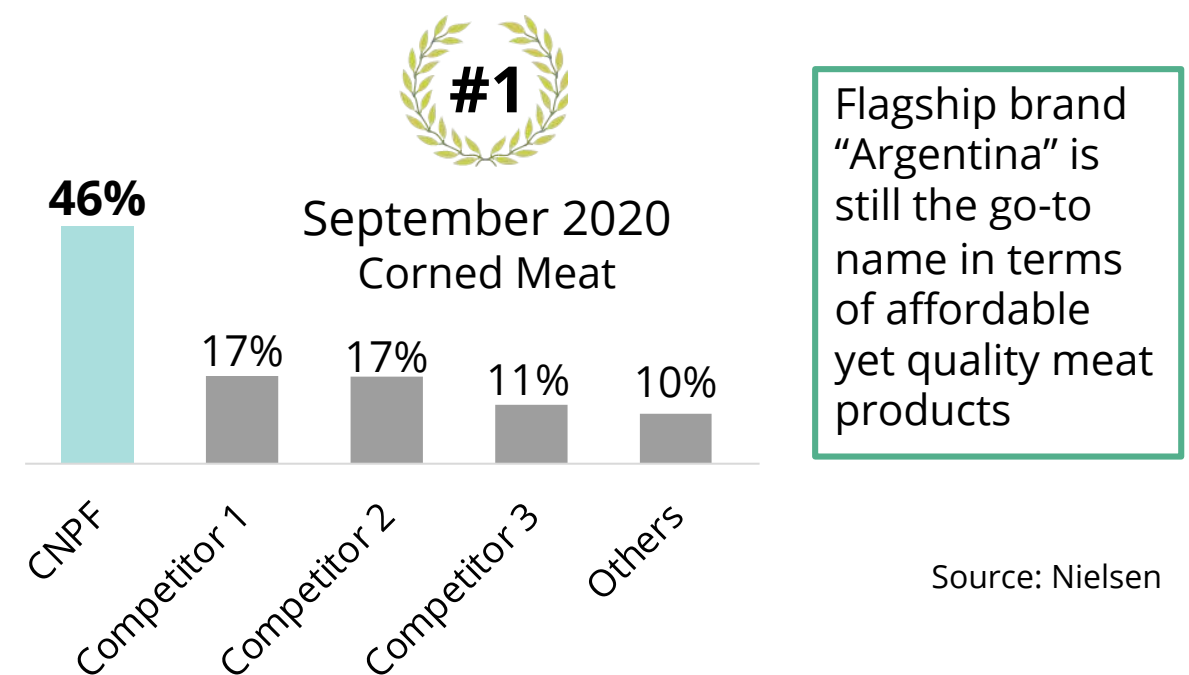 #1
September 2020
Corned Meat
46%
17%
17%
11%
10%
CNPF
Competitor 1
Competitor 2
Competitor 3
Others
Flagship brand
“Argentina” is
still the go-to
name in terms
of affordable
yet quality meat
products
Source: Nielsen